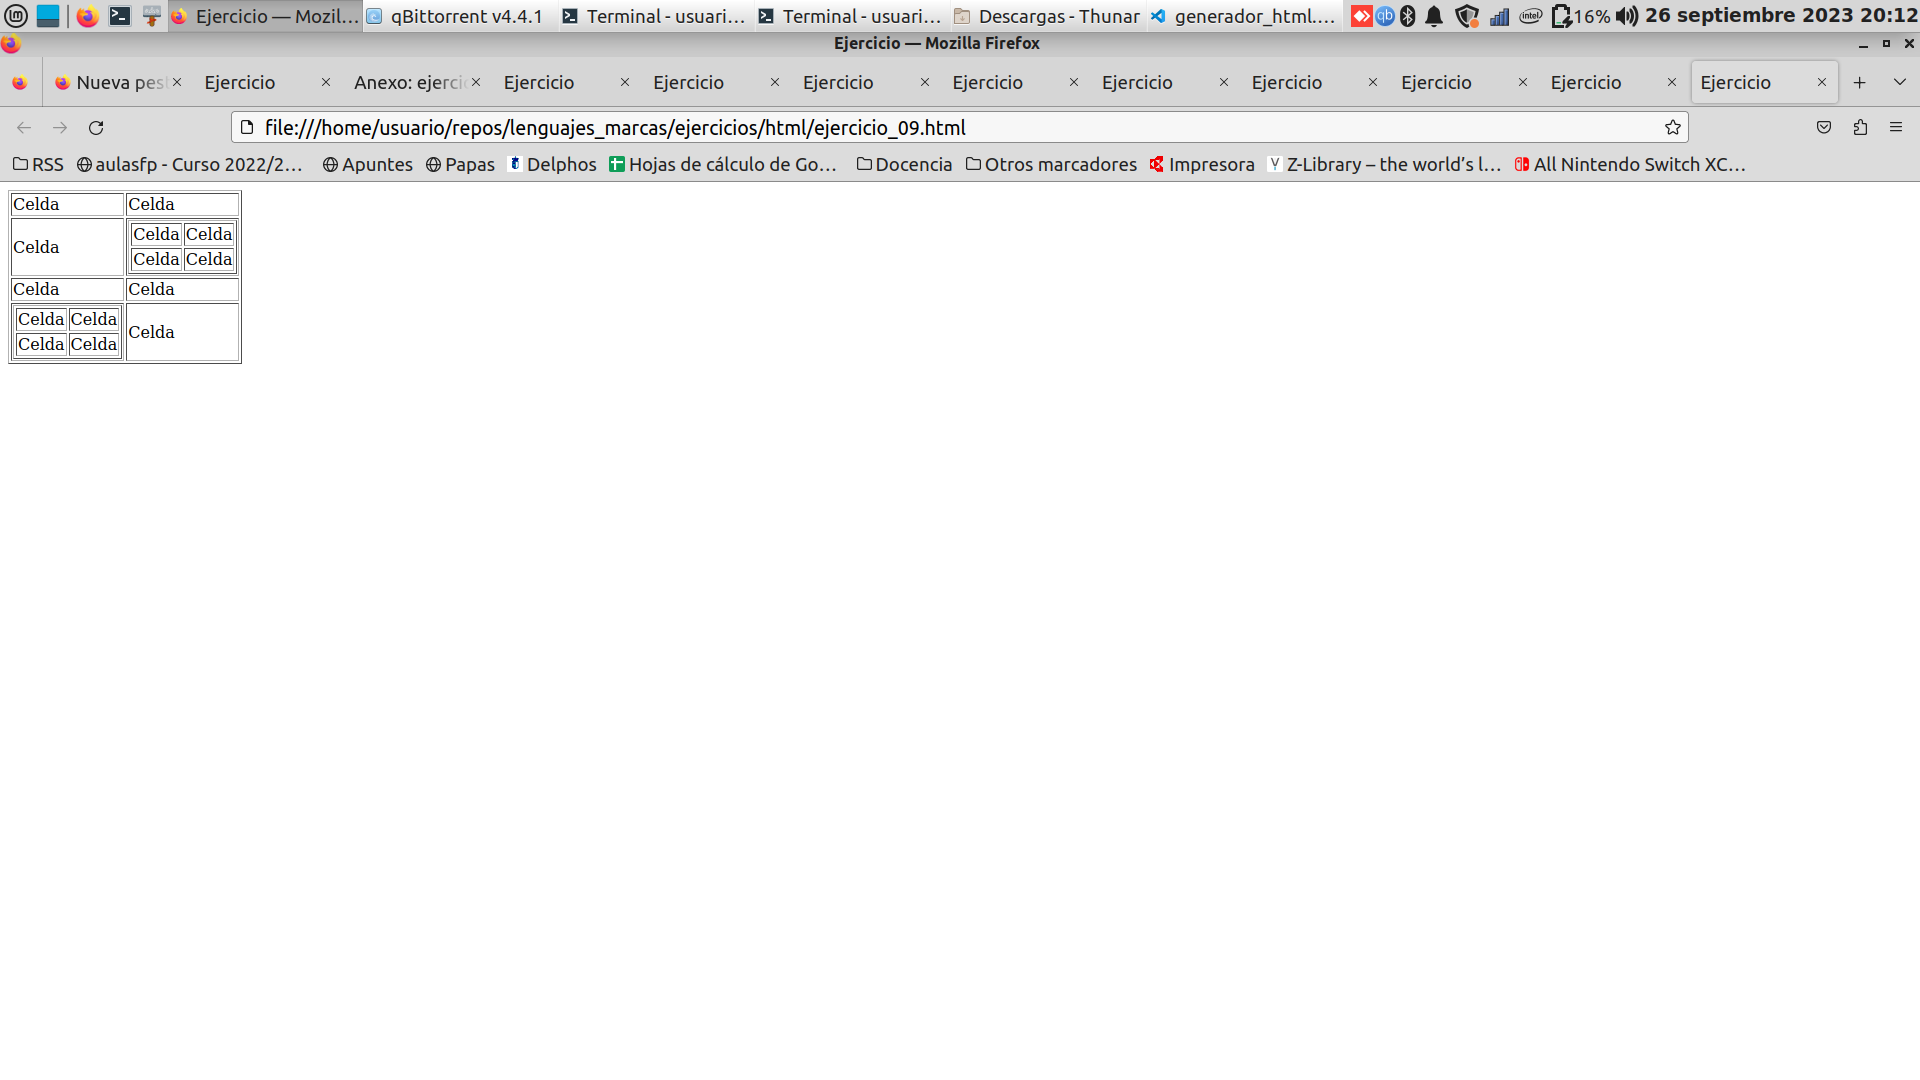 Ejercicio — Mozil... qBittorrent v4.4.1 Terminal - usuari... Terminal - usuari... Descargas - Thunar generador_html.... qb intel 16% 26 septiembre 2023 20:12
Ejercicio — Mozilla Firefox
Nueva pes Ejercicio Anexo: ejerci Ejercicio Ejercicio Ejercicio Ejercicio Ejercicio Ejercicio Ejercicio Ejercicio Ejercicio
file:///home/usuario/repos/lenguajes_marcas/ejercicios/html/ejercicio_09.html
RSS aulasfp - Curso 2022/2... Apuntes Papas Delphos Hojas de cálculo de Go... Docencia Otros marcadores Impresora Z-Library – the world's l... All Nintendo Switch XC...
Celda Celda
Celda Celda Celda
Celda Celda
Celda Celda
Celda Celda Celda
Celda Celda